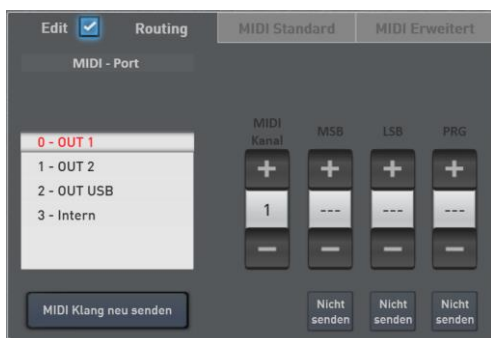 Edit Routing MIDI Standard MIDI Erweitert
MIDI - Port
MIDI
Kanal MSB LSB PRG
0 - OUT 1
1 - OUT 2
2 - OUT USB
3 - Intern
+ + + +
1 --- --- ---
− − − −
MIDI Klang neu senden
Nicht senden
Nicht senden
Nicht senden